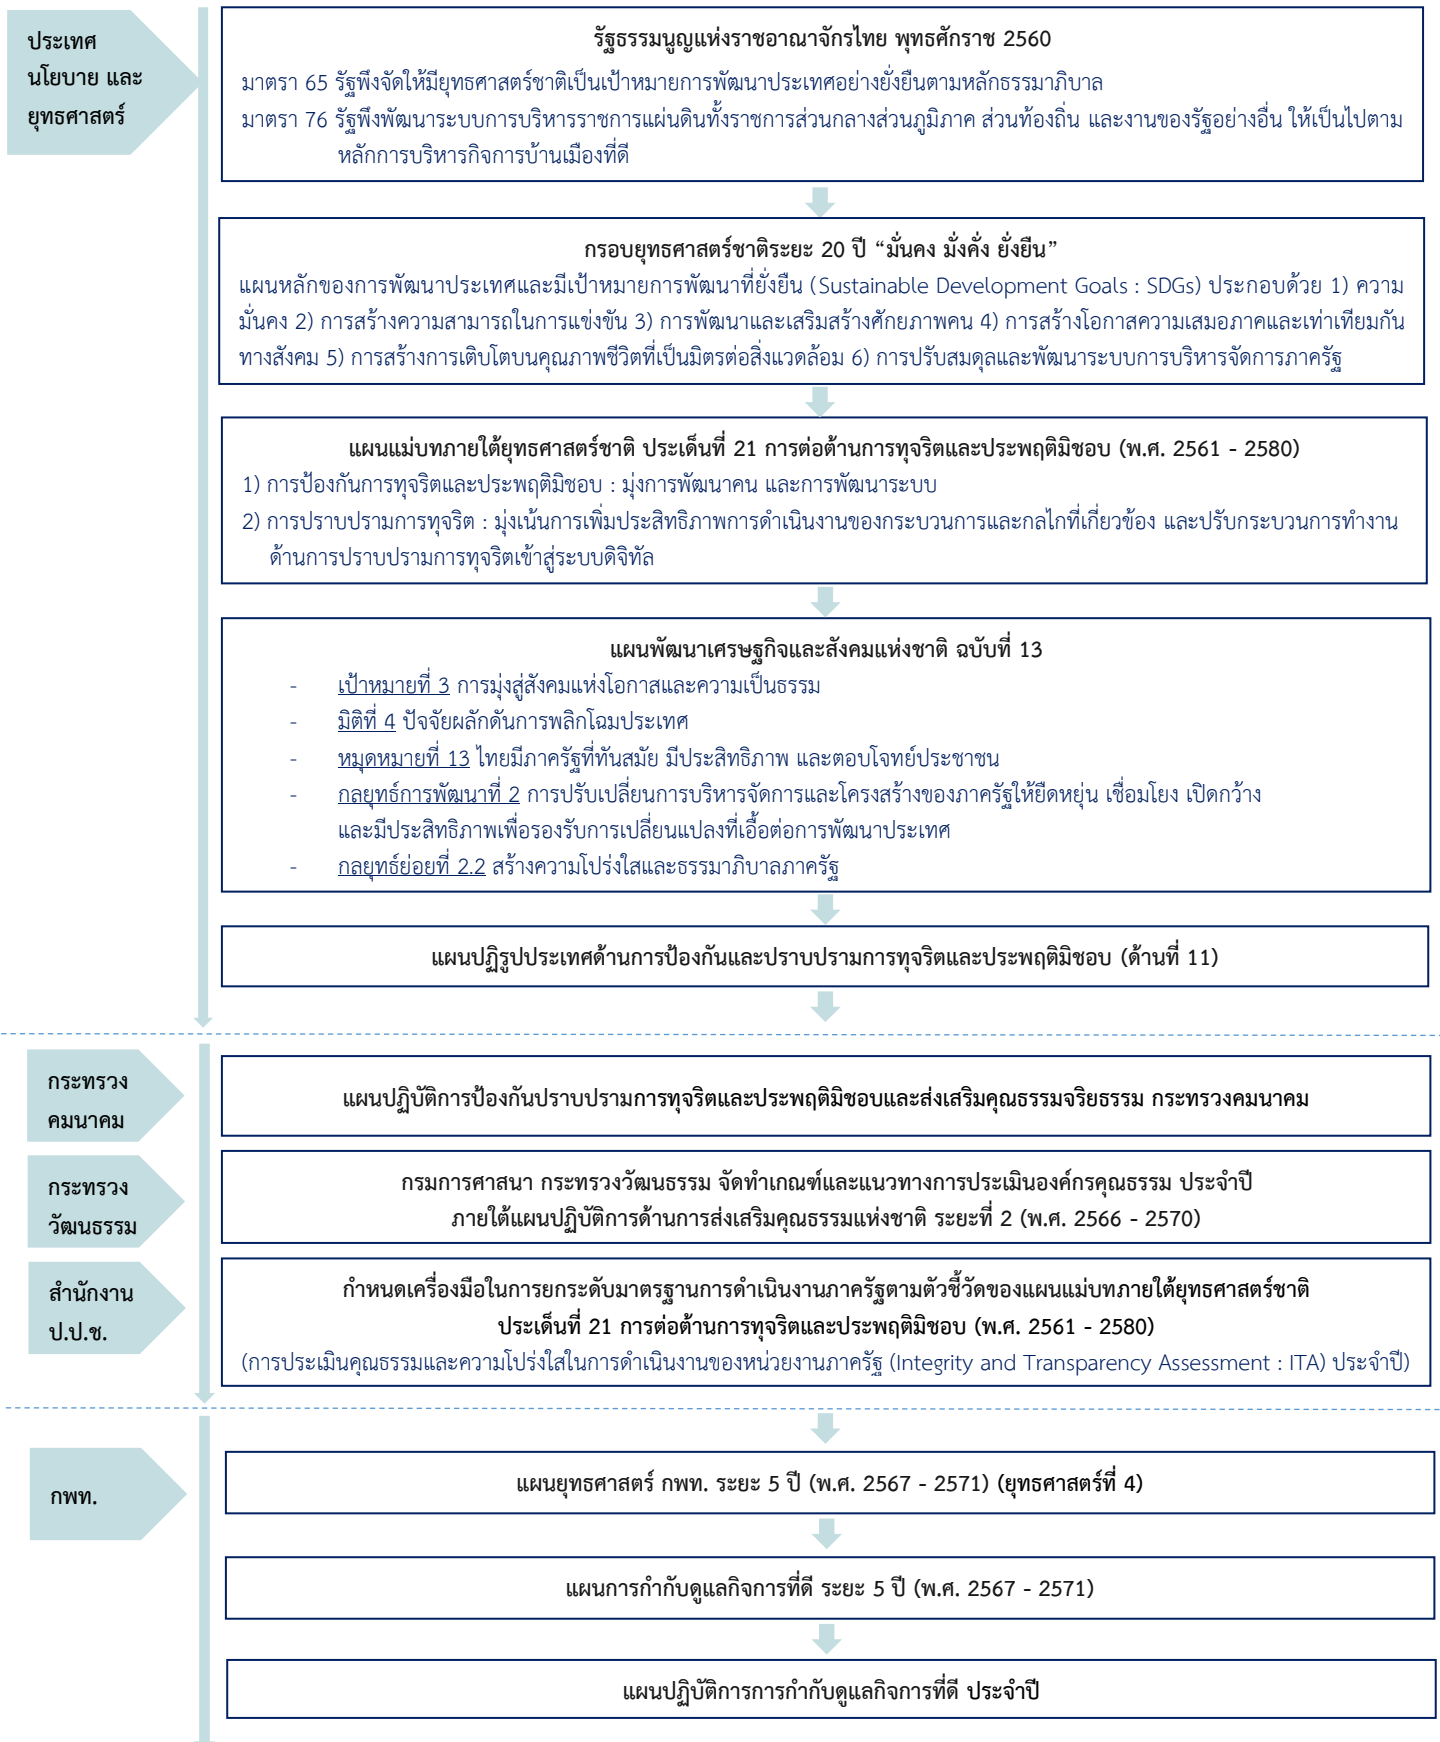 ประเทศ
นโยบาย และ
ยุทธศาสตร์
รัฐธรรมนูญแห่งราชอาณาจักรไทย พุทธศักราช 2560
มาตรา 65 รัฐพึงจัดให้มียุทธศาสตร์ชาติเป็นเป้าหมายการพัฒนาประเทศอย่างยั่งยืนตามหลักธรรมาภิบาล
มาตรา 76 รัฐพึงพัฒนาระบบการบริหารราชการแผ่นดินทั้งราชการส่วนกลางส่วนภูมิภาค ส่วนท้องถิ่น และงานของรัฐอย่างอื่น ให้เป็นไปตาม
หลักการบริหารกิจการบ้านเมืองที่ดี
กรอบยุทธศาสตร์ชาติระยะ 20 ปี “มั่นคง มั่งคั่ง ยั่งยืน”
แผนหลักของการพัฒนาประเทศและมีเป้าหมายการพัฒนาที่ยั่งยืน (Sustainable Development Goals : SDGs) ประกอบด้วย 1) ความ
มั่นคง 2) การสร้างความสามารถในการแข่งขัน 3) การพัฒนาและเสริมสร้างศักยภาพคน 4) การสร้างโอกาสความเสมอภาคและเท่าเทียมกัน
ทางสังคม 5) การสร้างการเติบโตบนคุณภาพชีวิตที่เป็นมิตรต่อสิ่งแวดล้อม 6) การปรับสมดุลและพัฒนาระบบการบริหารจัดการภาครัฐ
แผนแม่บทภายใต้ยุทธศาสตร์ชาติ ประเด็นที่ 21 การต่อต้านการทุจริตและประพฤติมิชอบ (พ.ศ. 2561 - 2580)
1) การป้องกันการทุจริตและประพฤติมิชอบ : มุ่งการพัฒนาคน และการพัฒนาระบบ
2) การปราบปรามการทุจริต : มุ่งเน้นการเพิ่มประสิทธิภาพการดำเนินงานของกระบวนการและกลไกที่เกี่ยวข้อง และปรับกระบวนการทำงาน
ด้านการปราบปรามการทุจริตเข้าสู่ระบบดิจิทัล
แผนพัฒนาเศรษฐกิจและสังคมแห่งชาติ ฉบับที่ 13
- เป้าหมายที่ 3 การมุ่งสู่สังคมแห่งโอกาสและความเป็นธรรม
- มิติที่ 4 ปัจจัยผลักดันการพลิกโฉมประเทศ
- หมุดหมายที่ 13 ไทยมีภาครัฐที่ทันสมัย มีประสิทธิภาพ และตอบโจทย์ประชาชน
- กลยุทธ์การพัฒนาที่ 2 การปรับเปลี่ยนการบริหารจัดการและโครงสร้างของภาครัฐให้ยืดหยุ่น เชื่อมโยง เปิดกว้าง
และมีประสิทธิภาพเพื่อรองรับการเปลี่ยนแปลงที่เอื้อต่อการพัฒนาประเทศ
- กลยุทธ์ย่อยที่ 2.2 สร้างความโปร่งใสและธรรมาภิบาลภาครัฐ
แผนปฏิรูปประเทศด้านการป้องกันและปราบปรามการทุจริตและประพฤติมิชอบ (ด้านที่ 11)
กระทรวง
คมนาคม
แผนปฏิบัติการป้องกันปราบปรามการทุจริตและประพฤติมิชอบและส่งเสริมคุณธรรมจริยธรรม กระทรวงคมนาคม
กระทรวง
วัฒนธรรม
กรมการศาสนา กระทรวงวัฒนธรรม จัดทำเกณฑ์และแนวทางการประเมินองค์กรคุณธรรม ประจำปี
ภายใต้แผนปฏิบัติการด้านการส่งเสริมคุณธรรมแห่งชาติ ระยะที่ 2 (พ.ศ. 2566 - 2570)
สำนักงาน
ป.ป.ช.
กำหนดเครื่องมือในการยกระดับมาตรฐานการดำเนินงานภาครัฐตามตัวชี้วัดของแผนแม่บทภายใต้ยุทธศาสตร์ชาติ
ประเด็นที่ 21 การต่อต้านการทุจริตและประพฤติมิชอบ (พ.ศ. 2561 - 2580)
(การประเมินคุณธรรมและความโปร่งใสในการดำเนินงานของหน่วยงานภาครัฐ (Integrity and Transparency Assessment : ITA) ประจำปี)
กพท.
แผนยุทธศาสตร์ กพท. ระยะ 5 ปี (พ.ศ. 2567 - 2571) (ยุทธศาสตร์ที่ 4)
แผนการกำกับดูแลกิจการที่ดี ระยะ 5 ปี (พ.ศ. 2567 - 2571)
แผนปฏิบัติการการกำกับดูแลกิจการที่ดี ประจำปี